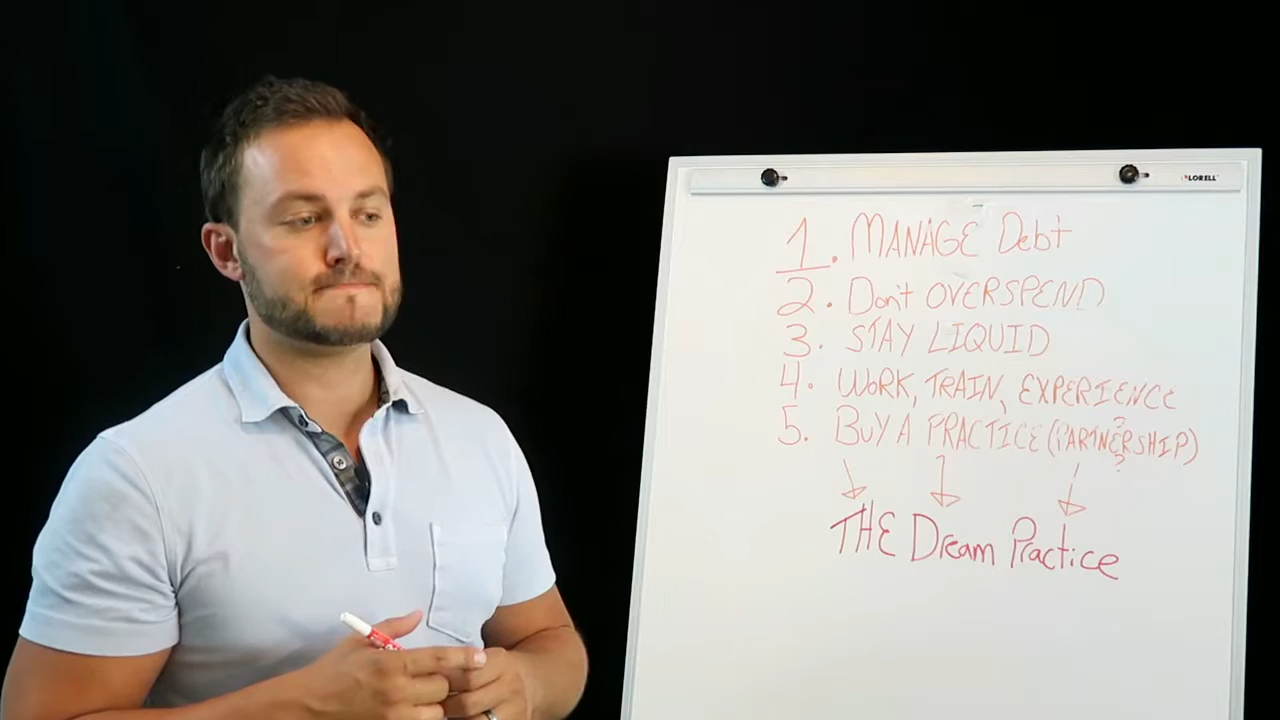 LORELL
1. MANAGE Debt
2. Don't OVERSPEND
3. STAY LIQUID
4. WORK, TRAIN, EXPERIENCE
5. BUY A PRACTICE (PARTNERSHIP)
? ?
THE Dream Practice